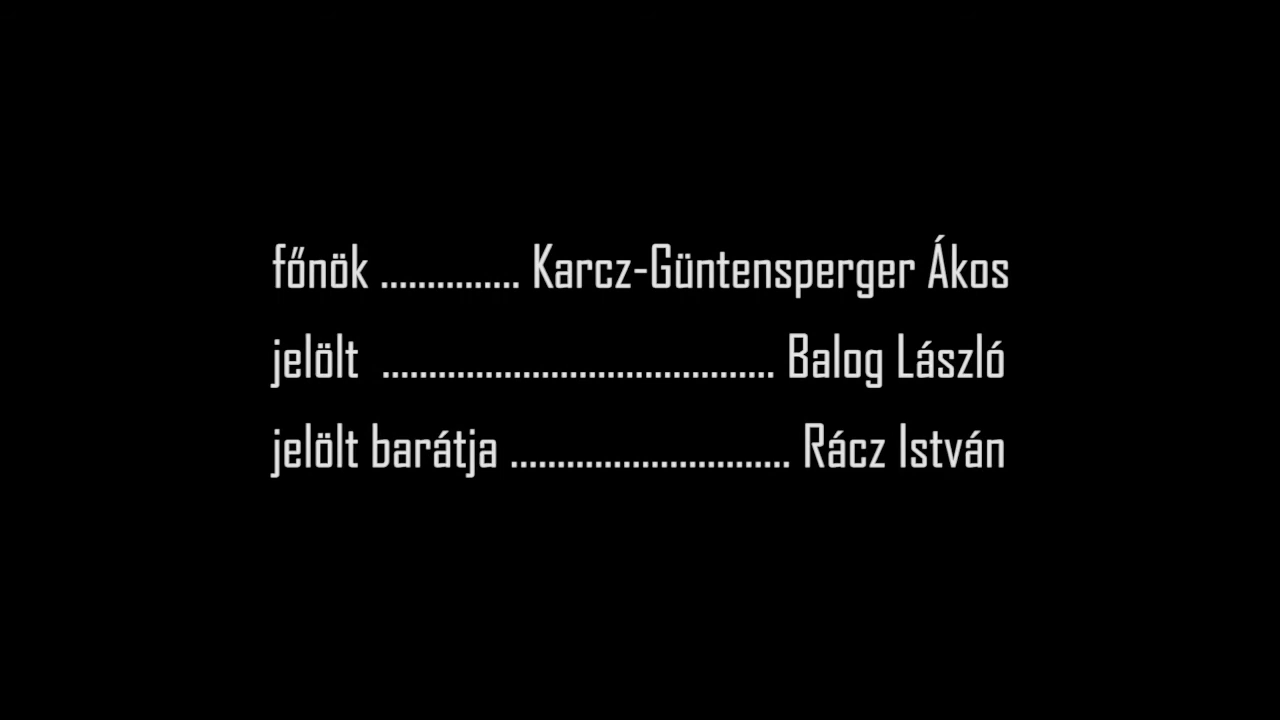 főnök ............... Karcz-Güntensperger Ákos
jelölt .......................................... Balog László
jelölt barátja .............................. Rácz István